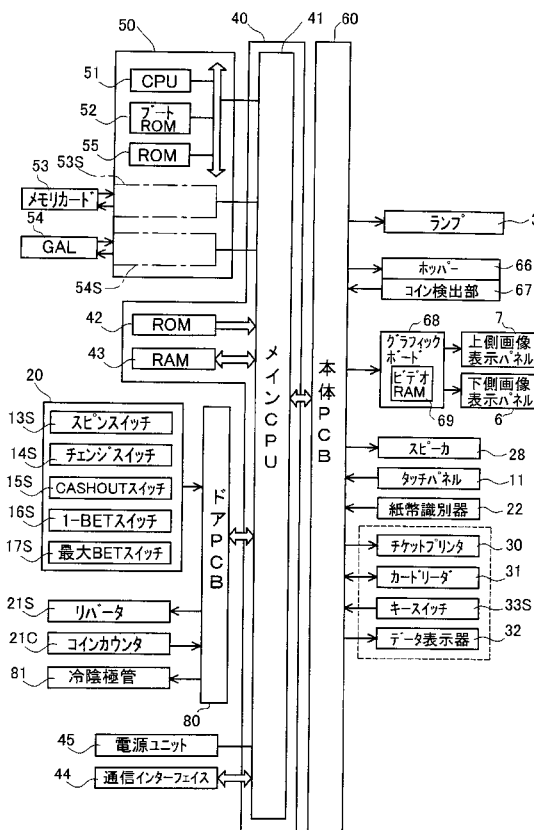 50
40
41
60
51
CPU
52
ブート
ROM
55
ROM
53S
53
メモリカード
54
GAL
54S
42
ROM
43
RAM
20
13S
スピンスイッチ
14S
チェンジスイッチ
15S
CASHOUTスイッチ
16S
1-BETスイッチ
17S
最大BETスイッチ
21S
リバータ
21C
コインカウンタ
81
冷陰極管
ドアPCB
80
45
電源ユニット
44
通信インターフェイス
メインCPU
本体PCB
ランプ
ホッパー
66
コイン検出部
67
68
グラフィック
ボード
ビデオ
RAM
69
7
上側画像
表示パネル
下側画像
表示パネル
6
スピーカ
28
タッチパネル
11
紙幣識別器
22
チケットプリンタ
30
カードリーダ
31
キースイッチ
33S
データ表示器
32